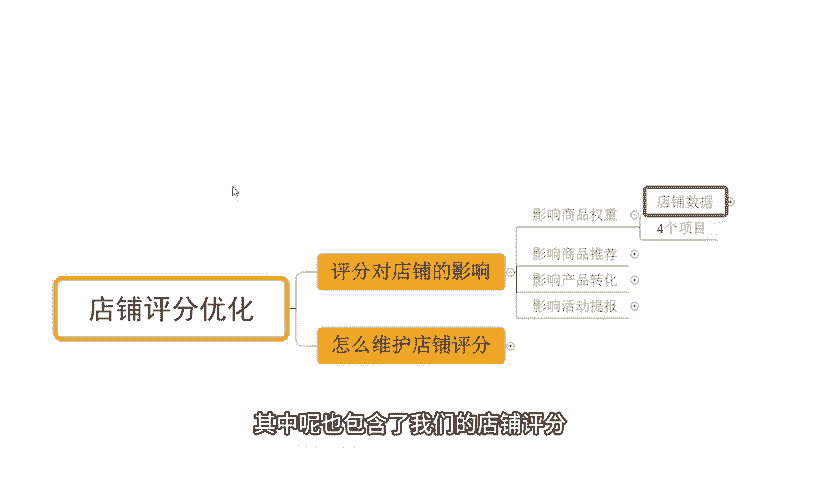 店铺评分优化
评分对店铺的影响
影响商品权重
店铺数据
4个项目
影响商品推荐
影响产品转化
影响活动提报
怎么维护店铺评分
其中呢也包含了我们的店铺评分